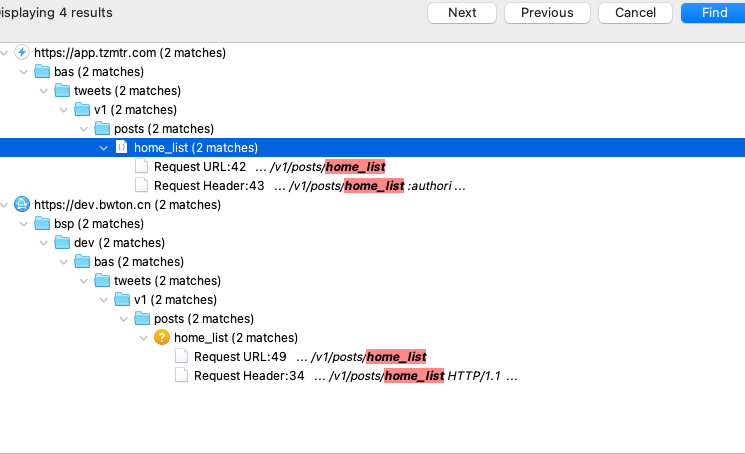 Displaying 4 results
Next Previous Cancel Find
https://app.tzmtr.com (2 matches)
bas (2 matches)
tweets (2 matches)
v1 (2 matches)
posts (2 matches)
home_list (2 matches)
Request URL:42 ... /v1/posts/home_list
Request Header:43 ... /v1/posts/home_list :authori ...
https://dev.bwton.cn (2 matches)
bsp (2 matches)
dev (2 matches)
bas (2 matches)
tweets (2 matches)
v1 (2 matches)
posts (2 matches)
home_list (2 matches)
Request URL:49 ... /v1/posts/home_list
Request Header:34 ... /v1/posts/home_list HTTP/1.1 ...